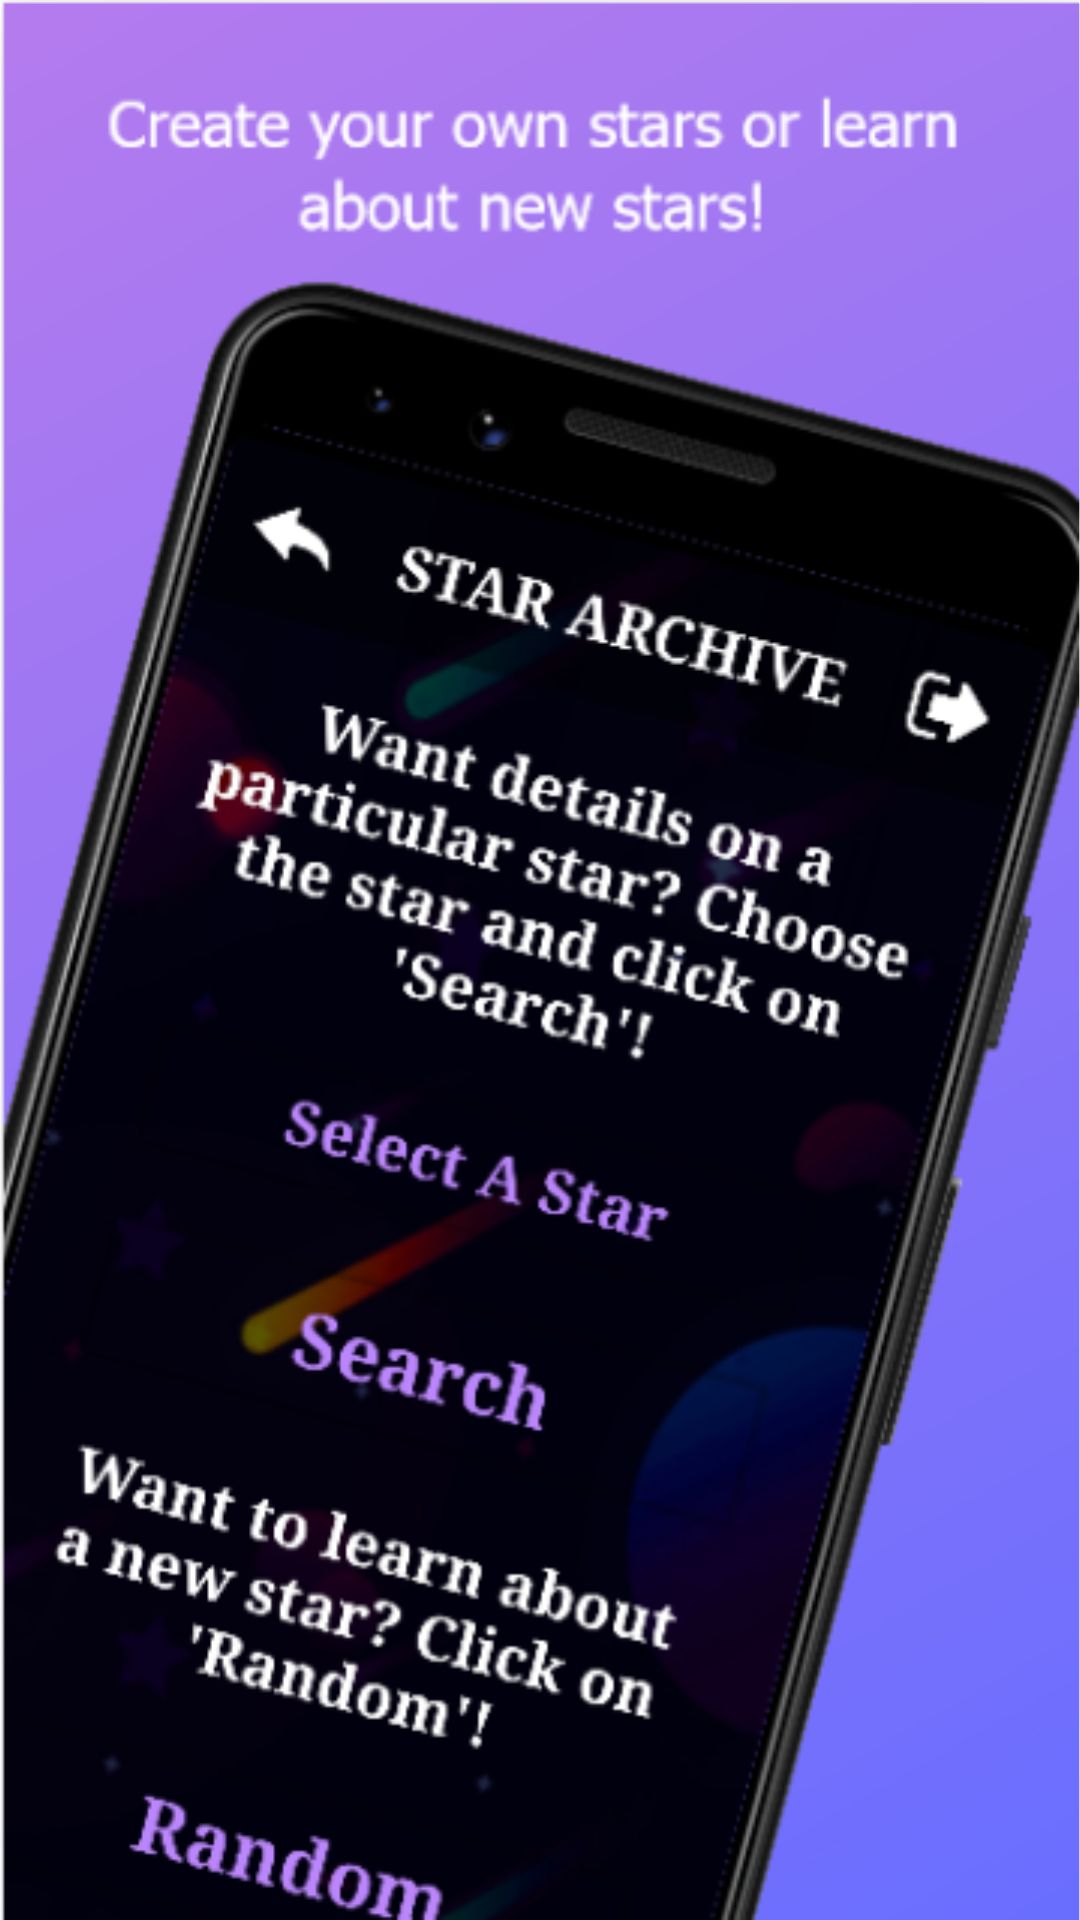 Create your own stars or learn
about new stars!
STAR ARCHIVE
Want details on a
particular star? Choose
the star and click on
'Search'!
Select A Star
Search
Want to learn about
a new star? Click on
'Random'!
Random